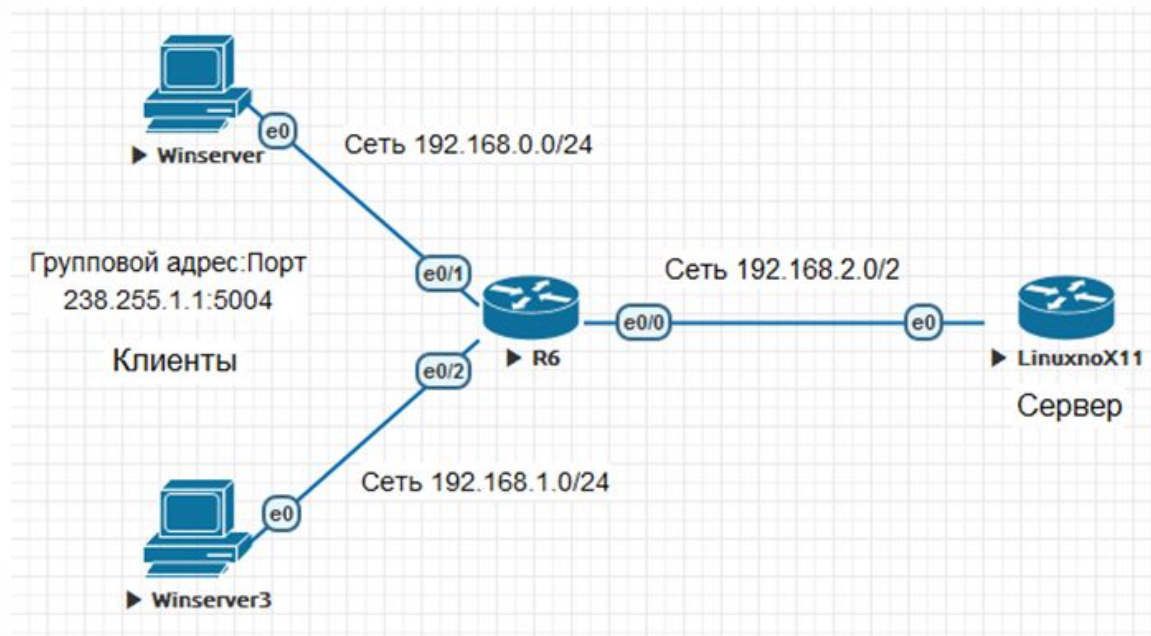 e0
Сеть 192.168.0.0/24
Winserver
Групповой адрес:Порт
238.255.1.1:5004
Клиенты
e0/1
Сеть 192.168.2.0/2
e0/0
e0
R6
LinuxnoX11
e0/2
Сервер
Сеть 192.168.1.0/24
e0
Winserver3